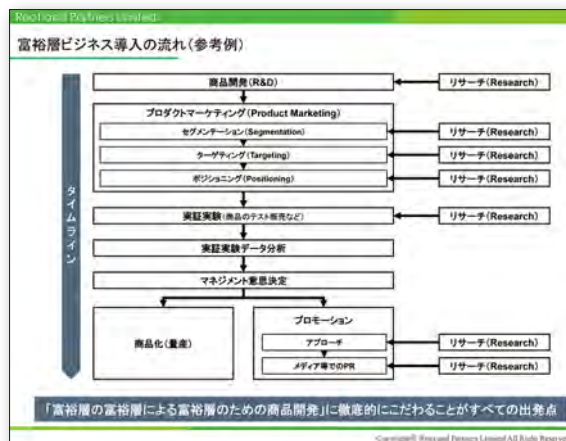 Rootland Partners Limited
富裕層ビジネス導入の流れ(参考例)
タイムライン
商品開発(R&D)
リサーチ(Research)
プロダクトマーケティング(Product Marketing)
セグメンテーション(Segmentation)
リサーチ(Research)
ターゲティング(Targeting)
リサーチ(Research)
ポジショニング(Positioning)
リサーチ(Research)
実証実験(商品のテスト販売など)
リサーチ(Research)
実証実験データ分析
マネジメント意思決定
商品化(量産)
プロモーション
アプローチ
リサーチ(Research)
メディア等でのPR
リサーチ(Research)
「富裕層の富裕層による富裕層のための商品開発」に徹底的にこだわることがすべての出発点
Copyright© Rootland Partners Limited All Right Reserved